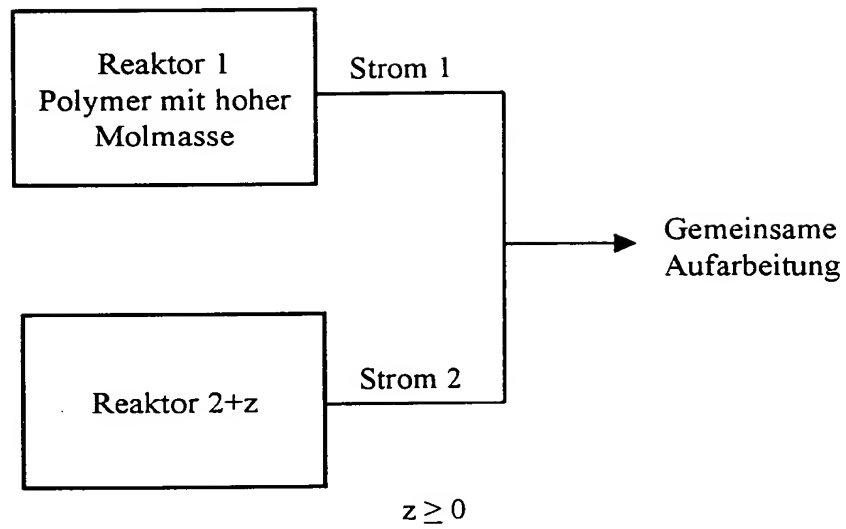 Reaktor 1
Polymer mit hoher
Molmasse
Strom 1
Gemeinsame
Aufarbeitung
Strom 2
Reaktor 2+z
z ≥ 0